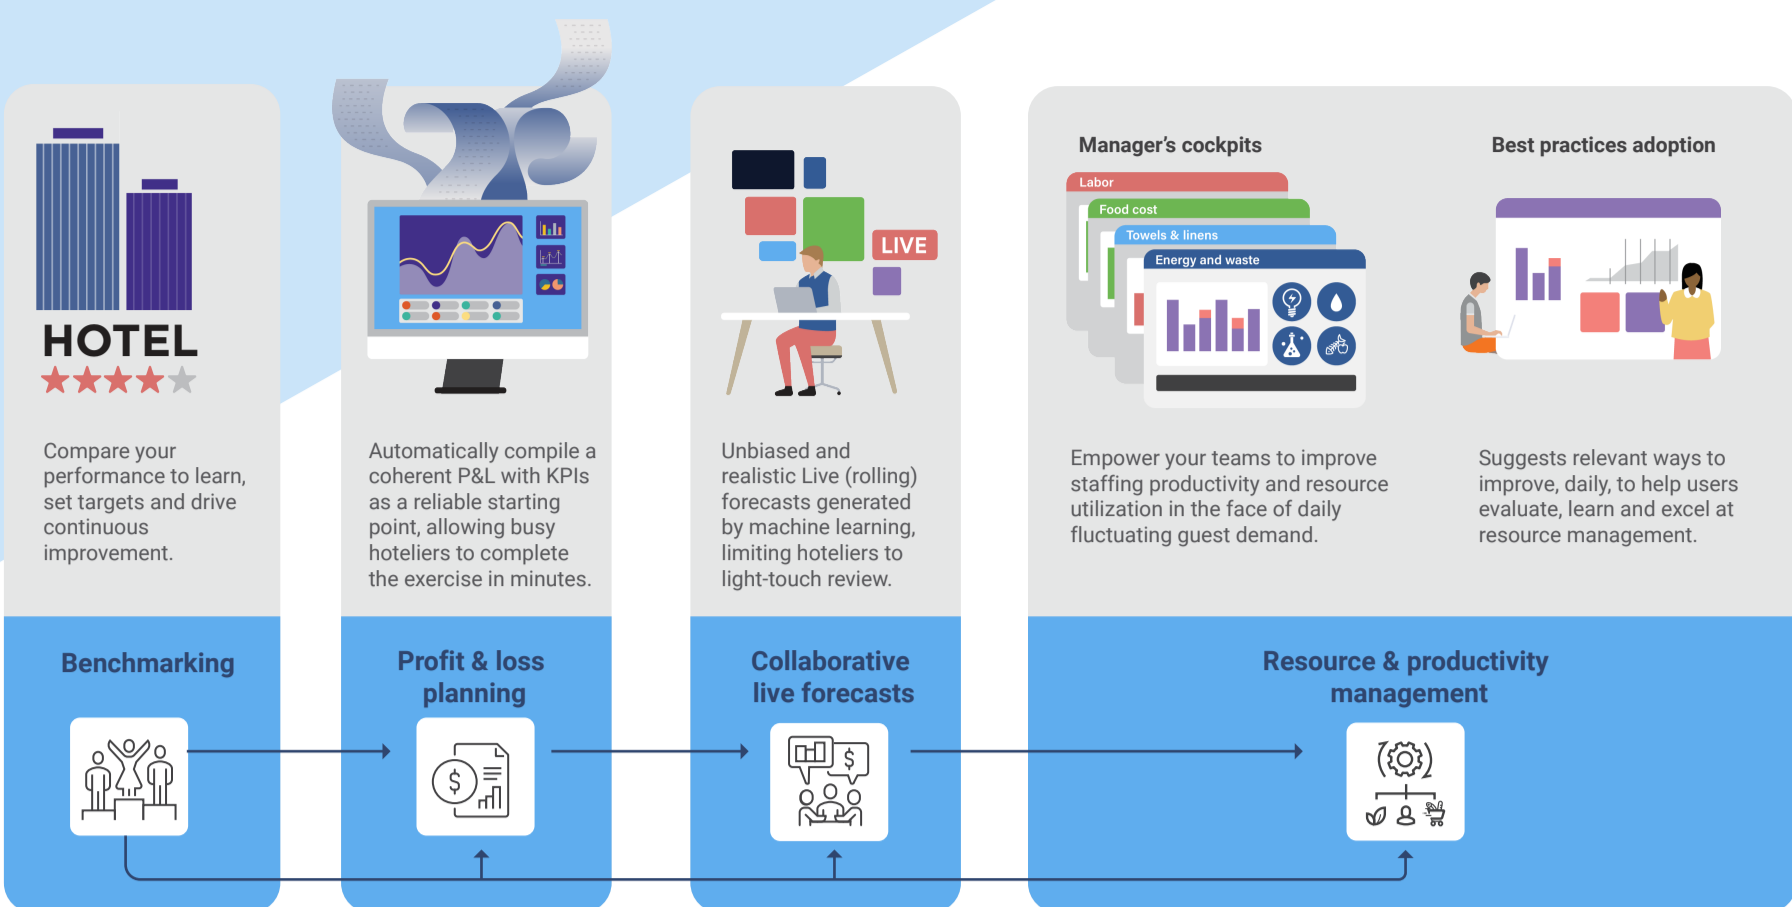 HOTEL
Compare your
performance to learn,
set targets and drive
continuous
improvement.
Benchmarking
Automatically compile a
coherent P&L with KPIs
as a reliable starting
point, allowing busy
hoteliers to complete
the exercise in minutes.
Profit & loss
planning
LIVE
Unbiased and
realistic Live (rolling)
forecasts generated
by machine learning,
limiting hoteliers to
light-touch review.
Collaborative
live forecasts
Manager’s cockpits
Labor
Food cost
Towels & linens
Energy and waste
Empower your teams to improve
staffing productivity and resource
utilization in the face of daily
fluctuating guest demand.
Best practices adoption
Suggests relevant ways to
improve, daily, to help users
evaluate, learn and excel at
resource management.
Resource & productivity
management
$
$